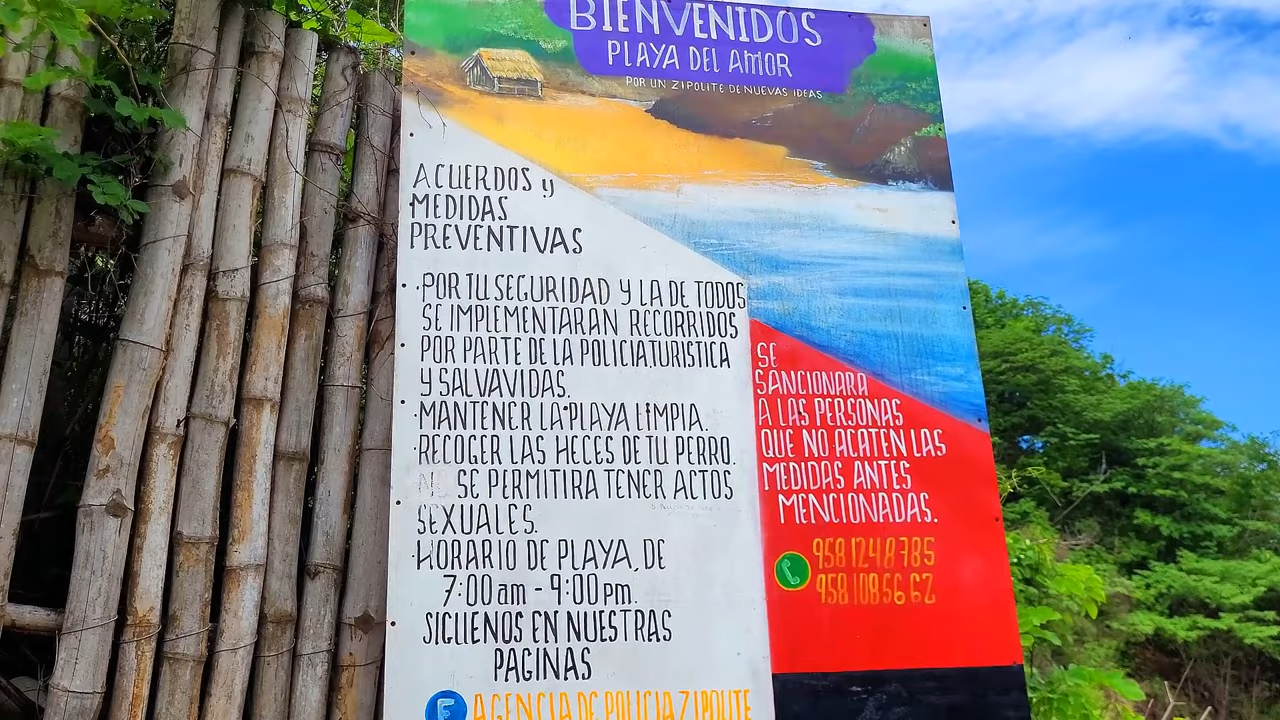 BIENVENIDOS
PLAYA DEL AMOR
POR UN ZIPOLITE DE NUEVAS IDEAS
ACUERDOS y
MEDIDAS
PREVENTIVAS
·POR TU SEGURIDAD Y LA DE TODOS
SE IMPLEMENTARAN RECORRIDOS
POR PARTE DE LA POLICIA TURISTICA
Y SALVAVIDAS.
·MANTENER LA PLAYA LIMPIA.
·RECOGER LAS HECES DE TU PERRO.
NO SE PERMITIRA TENER ACTOS
SEXUALES.
·HORARIO DE PLAYA, DE
7:00 am - 9:00 pm.
SIGUENOS EN NUESTRAS
PAGINAS
F AGENCIA DE POLICIA ZIPOLITE
SE
SANCIONARA
A LAS PERSONAS
QUE NO ACATEN LAS
MEDIDAS ANTES
MENCIONADAS.
958 124 8785
958 108 56 62